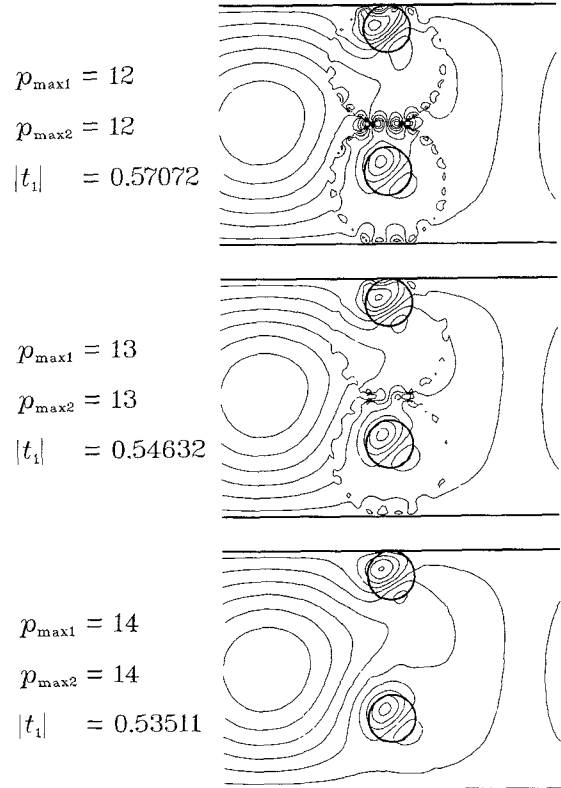 p_max1 = 12
p_max2 = 12
|t_1| = 0.57072
p_max1 = 13
p_max2 = 13
|t_1| = 0.54632
p_max1 = 14
p_max2 = 14
|t_1| = 0.53511